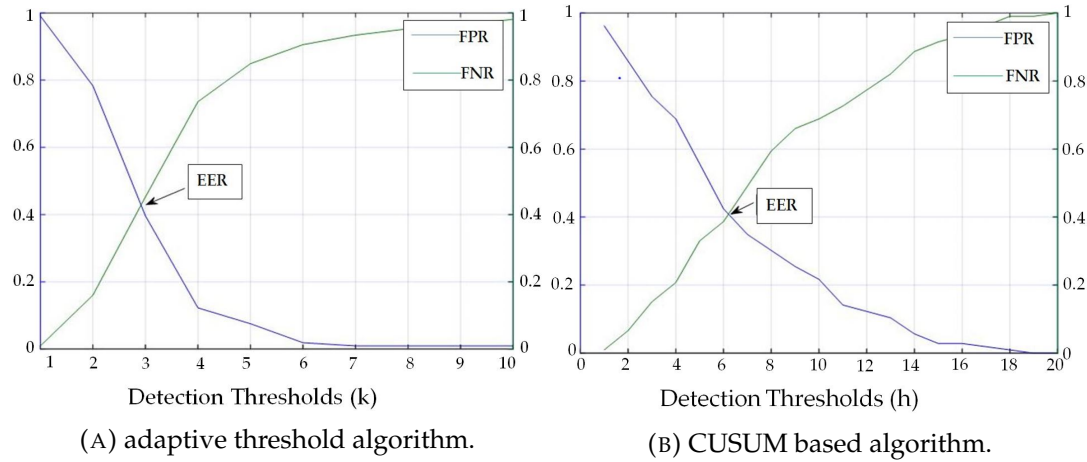 1
0.8
0.6
0.4
0.2
0
1
0.8
0.6
0.4
0.2
0
FPR
FNR
EER
1 2 3 4 5 6 7 8 9 10
Detection Thresholds (k)
(A) adaptive threshold algorithm.
1
0.8
0.6
0.4
0.2
0
1
0.8
0.6
0.4
0.2
0
FPR
FNR
EER
0 2 4 6 8 10 12 14 16 18 20
Detection Thresholds (h)
(B) CUSUM based algorithm.